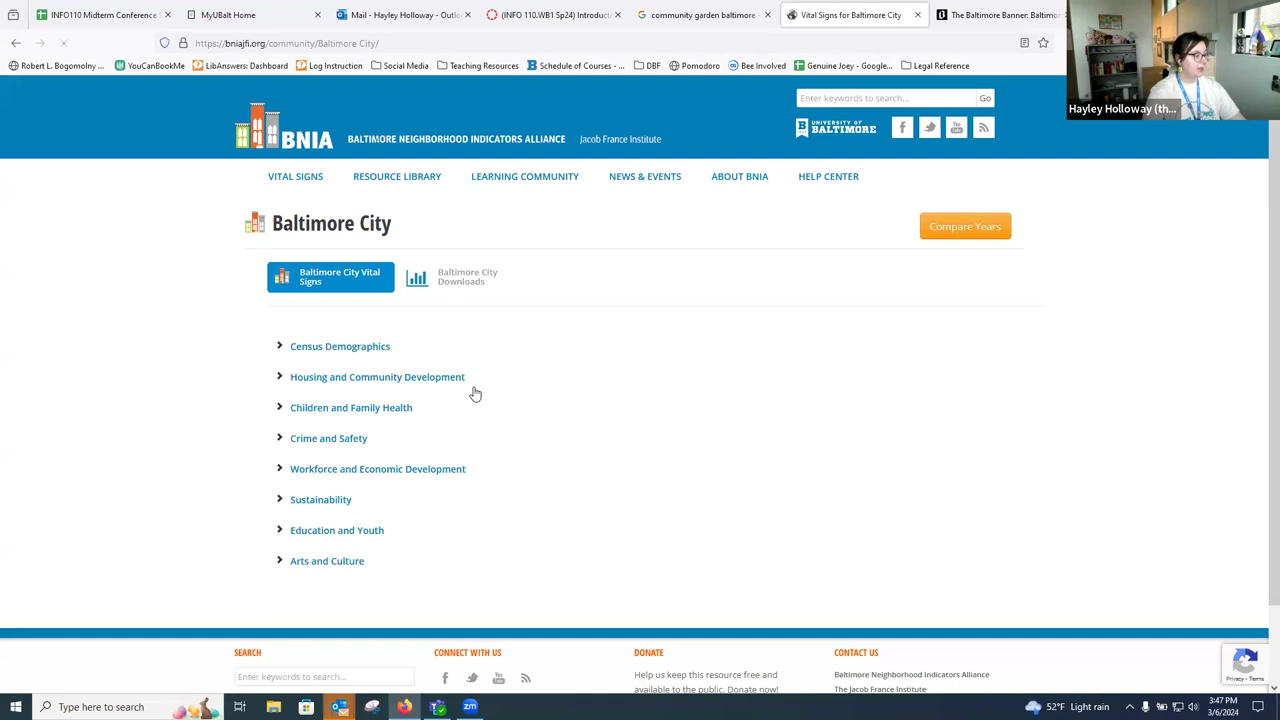 INFO110 Midterm Conference S
MyUBalt Home
Mail - Hayley Holloway - Outlo
(INFO 110.WB1 Sp24) Introduct
community garden baltimore -
Vital Signs for Baltimore City
The Baltimore Banner: Baltimor
https://bniajfi.org/community/Baltimore City/
Robert L. Bogomolny ...
YouCanBookMe
LibAnswers: Dashboard
Log Instruction
Social Media
Teaching Resources
Schedule of Courses - ...
DBF
Pomodoro
Bee Involved
Genuine Joey - Google...
Legal Reference
Hayley Holloway (th...
Enter keywords to search...
Go
BNIA
BALTIMORE NEIGHBORHOOD INDICATORS ALLIANCE
Jacob France Institute
UNIVERSITY OF
BALTIMORE
VITAL SIGNS
RESOURCE LIBRARY
LEARNING COMMUNITY
NEWS & EVENTS
ABOUT BNIA
HELP CENTER
Baltimore City
Compare Years
Baltimore City Vital
Signs
Baltimore City
Downloads
Census Demographics
Housing and Community Development
Children and Family Health
Crime and Safety
Workforce and Economic Development
Sustainability
Education and Youth
Arts and Culture
SEARCH
CONNECT WITH US
DONATE
CONTACT US
Enter keywords to search...
Help us keep this resource free and
available to the public. Donate now!
Baltimore Neighborhood Indicators Alliance
The Jacob France Institute
Privacy - Terms
Type here to search
52°F Light rain
3:47 PM
3/6/2024